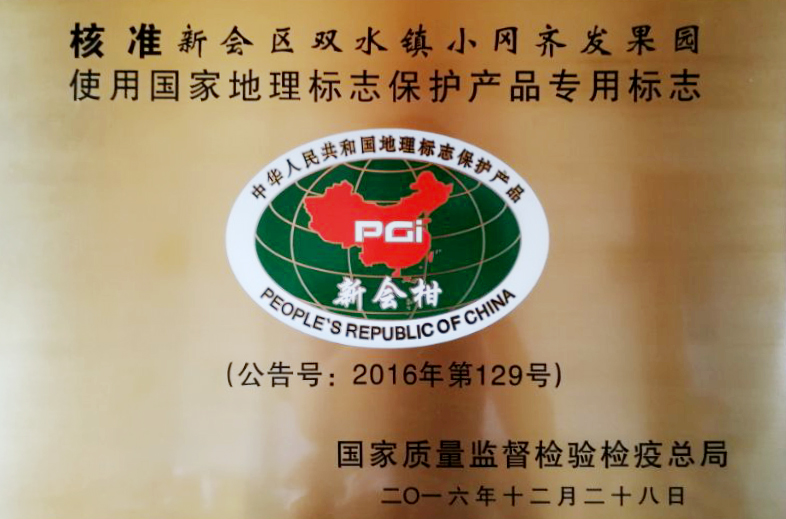 核准新会区双水镇小冈齐发果园
使用国家地理标志保护产品专用标志
中华人民共和国地理标志保护产品
PGi
新会柑
PEOPLE'S REPUBLIC OF CHINA
(公告号：2016年第129号)
国家质量监督检验检疫总局
二〇一六年十二月二十八日